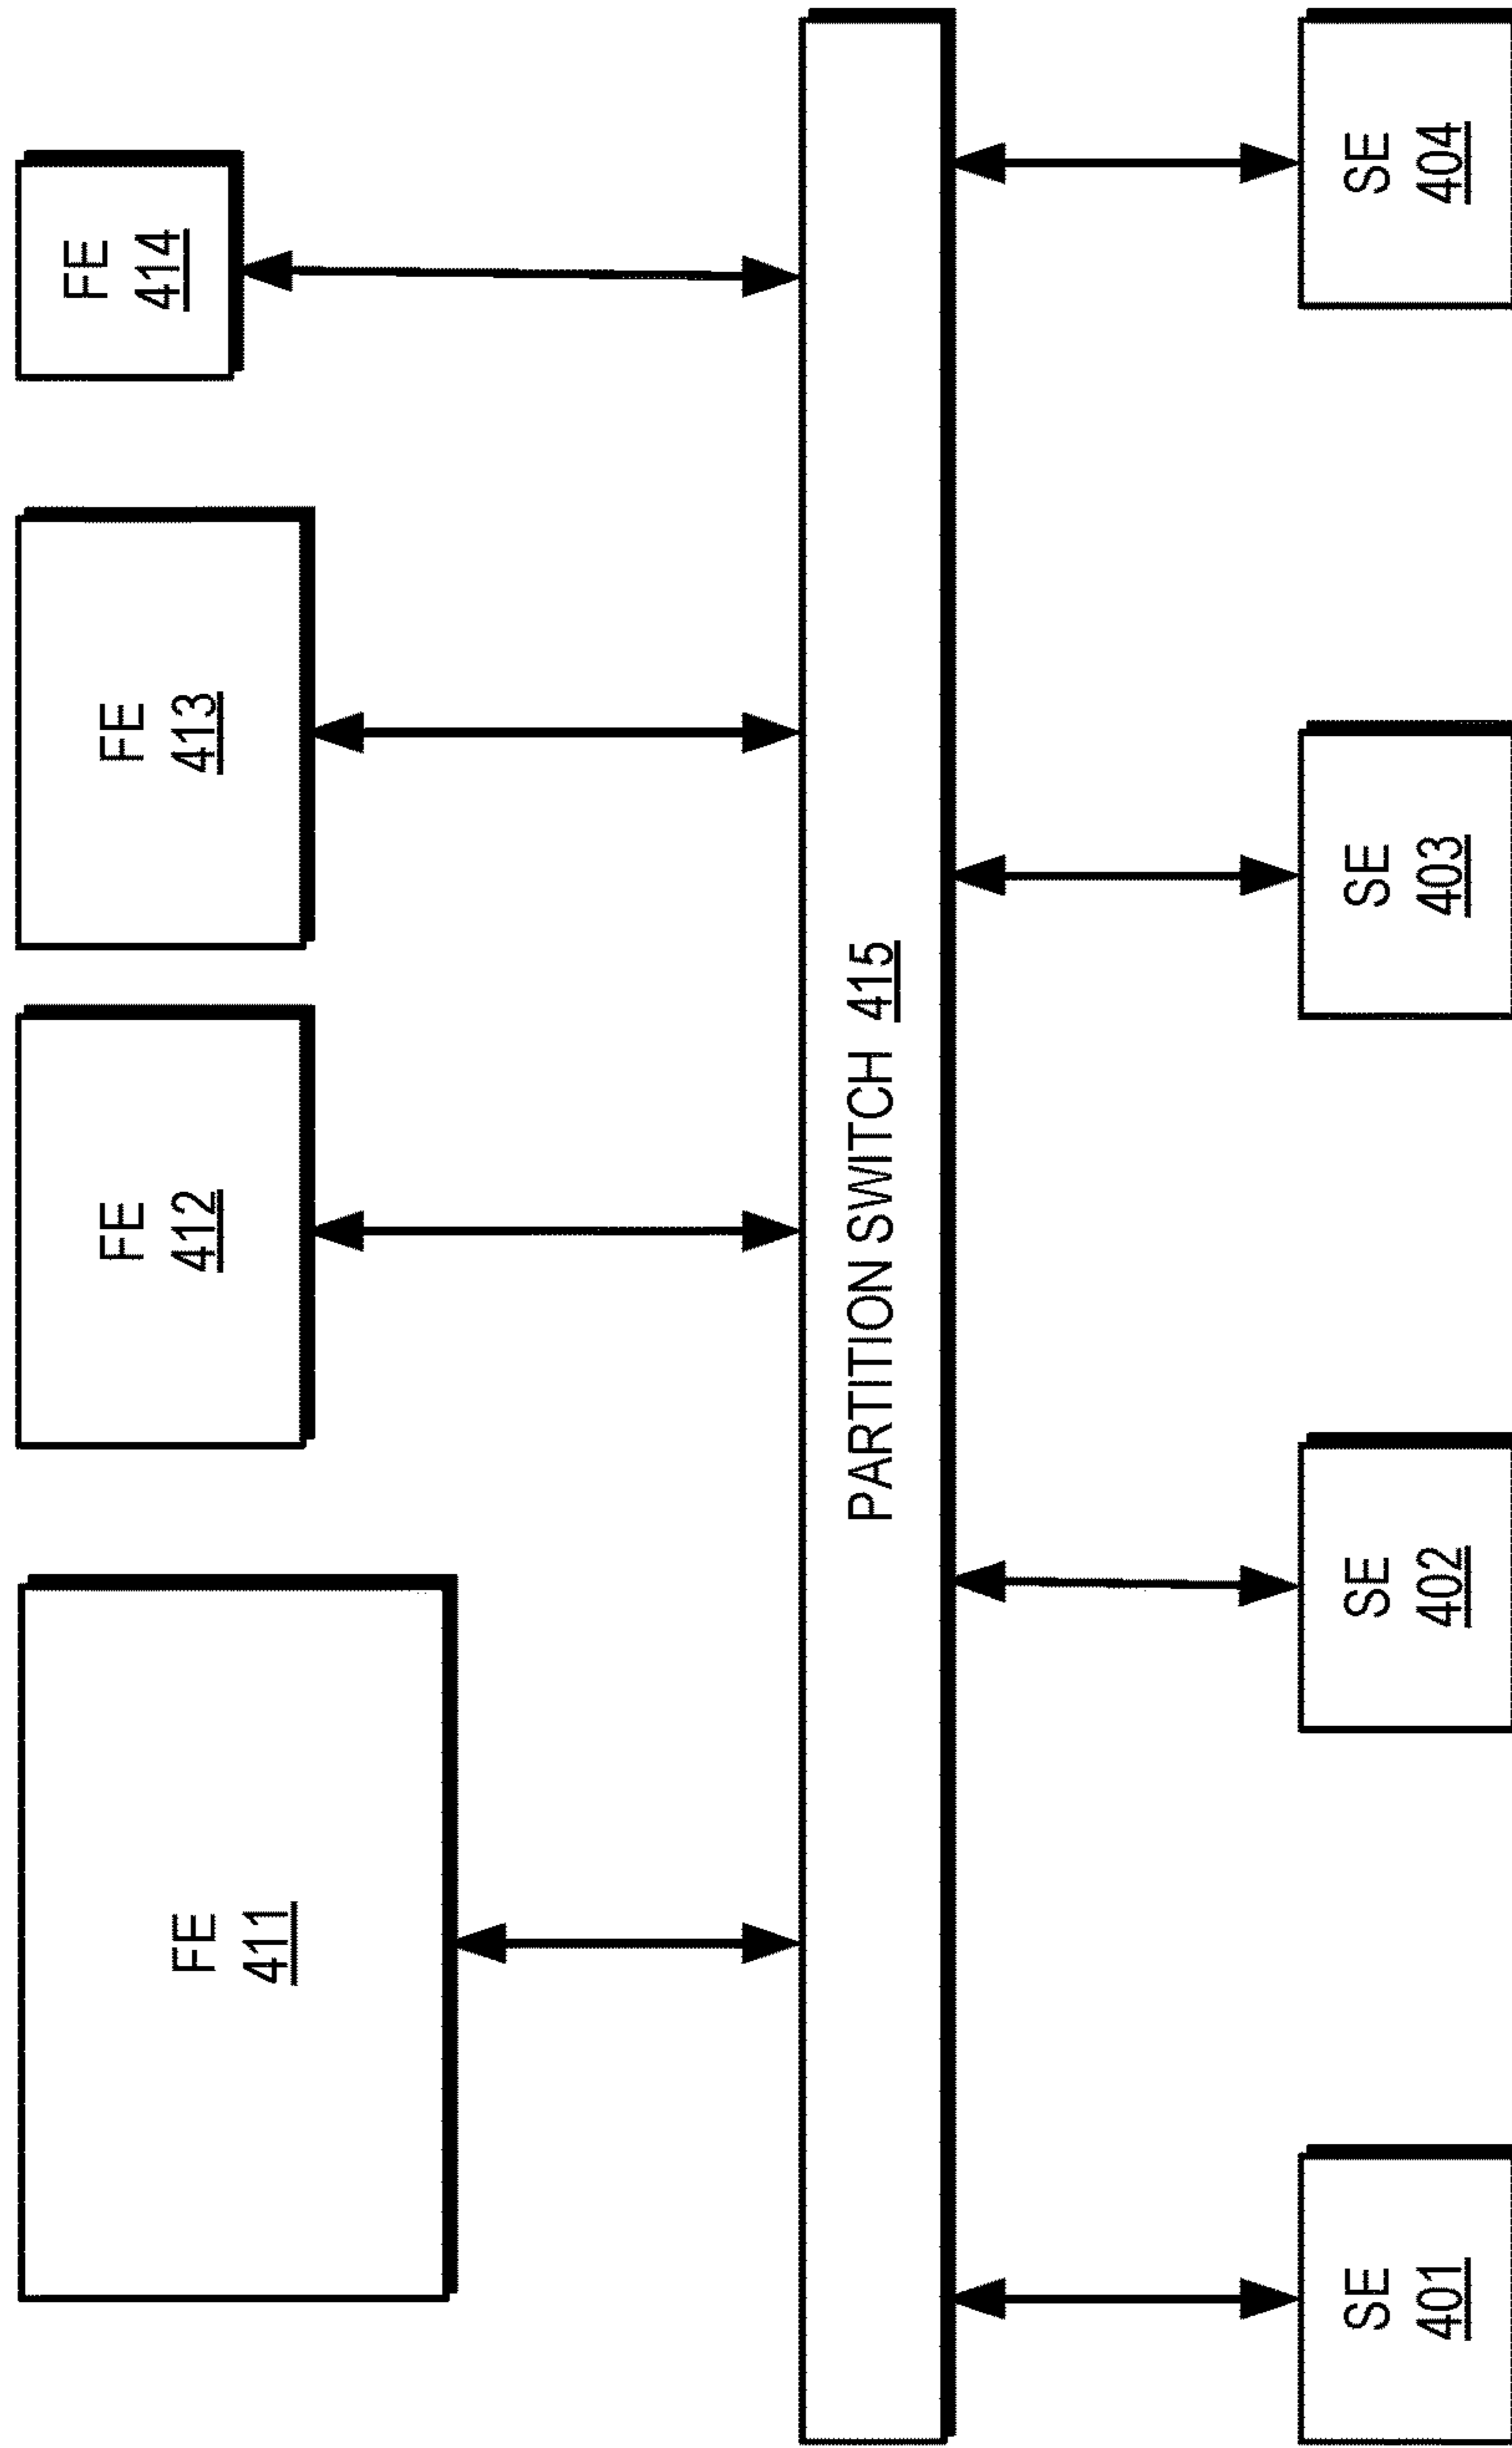 FE
411
FE
412
FE
413
FE
414
PARTITION SWITCH 415
SE
401
SE
402
SE
403
SE
404